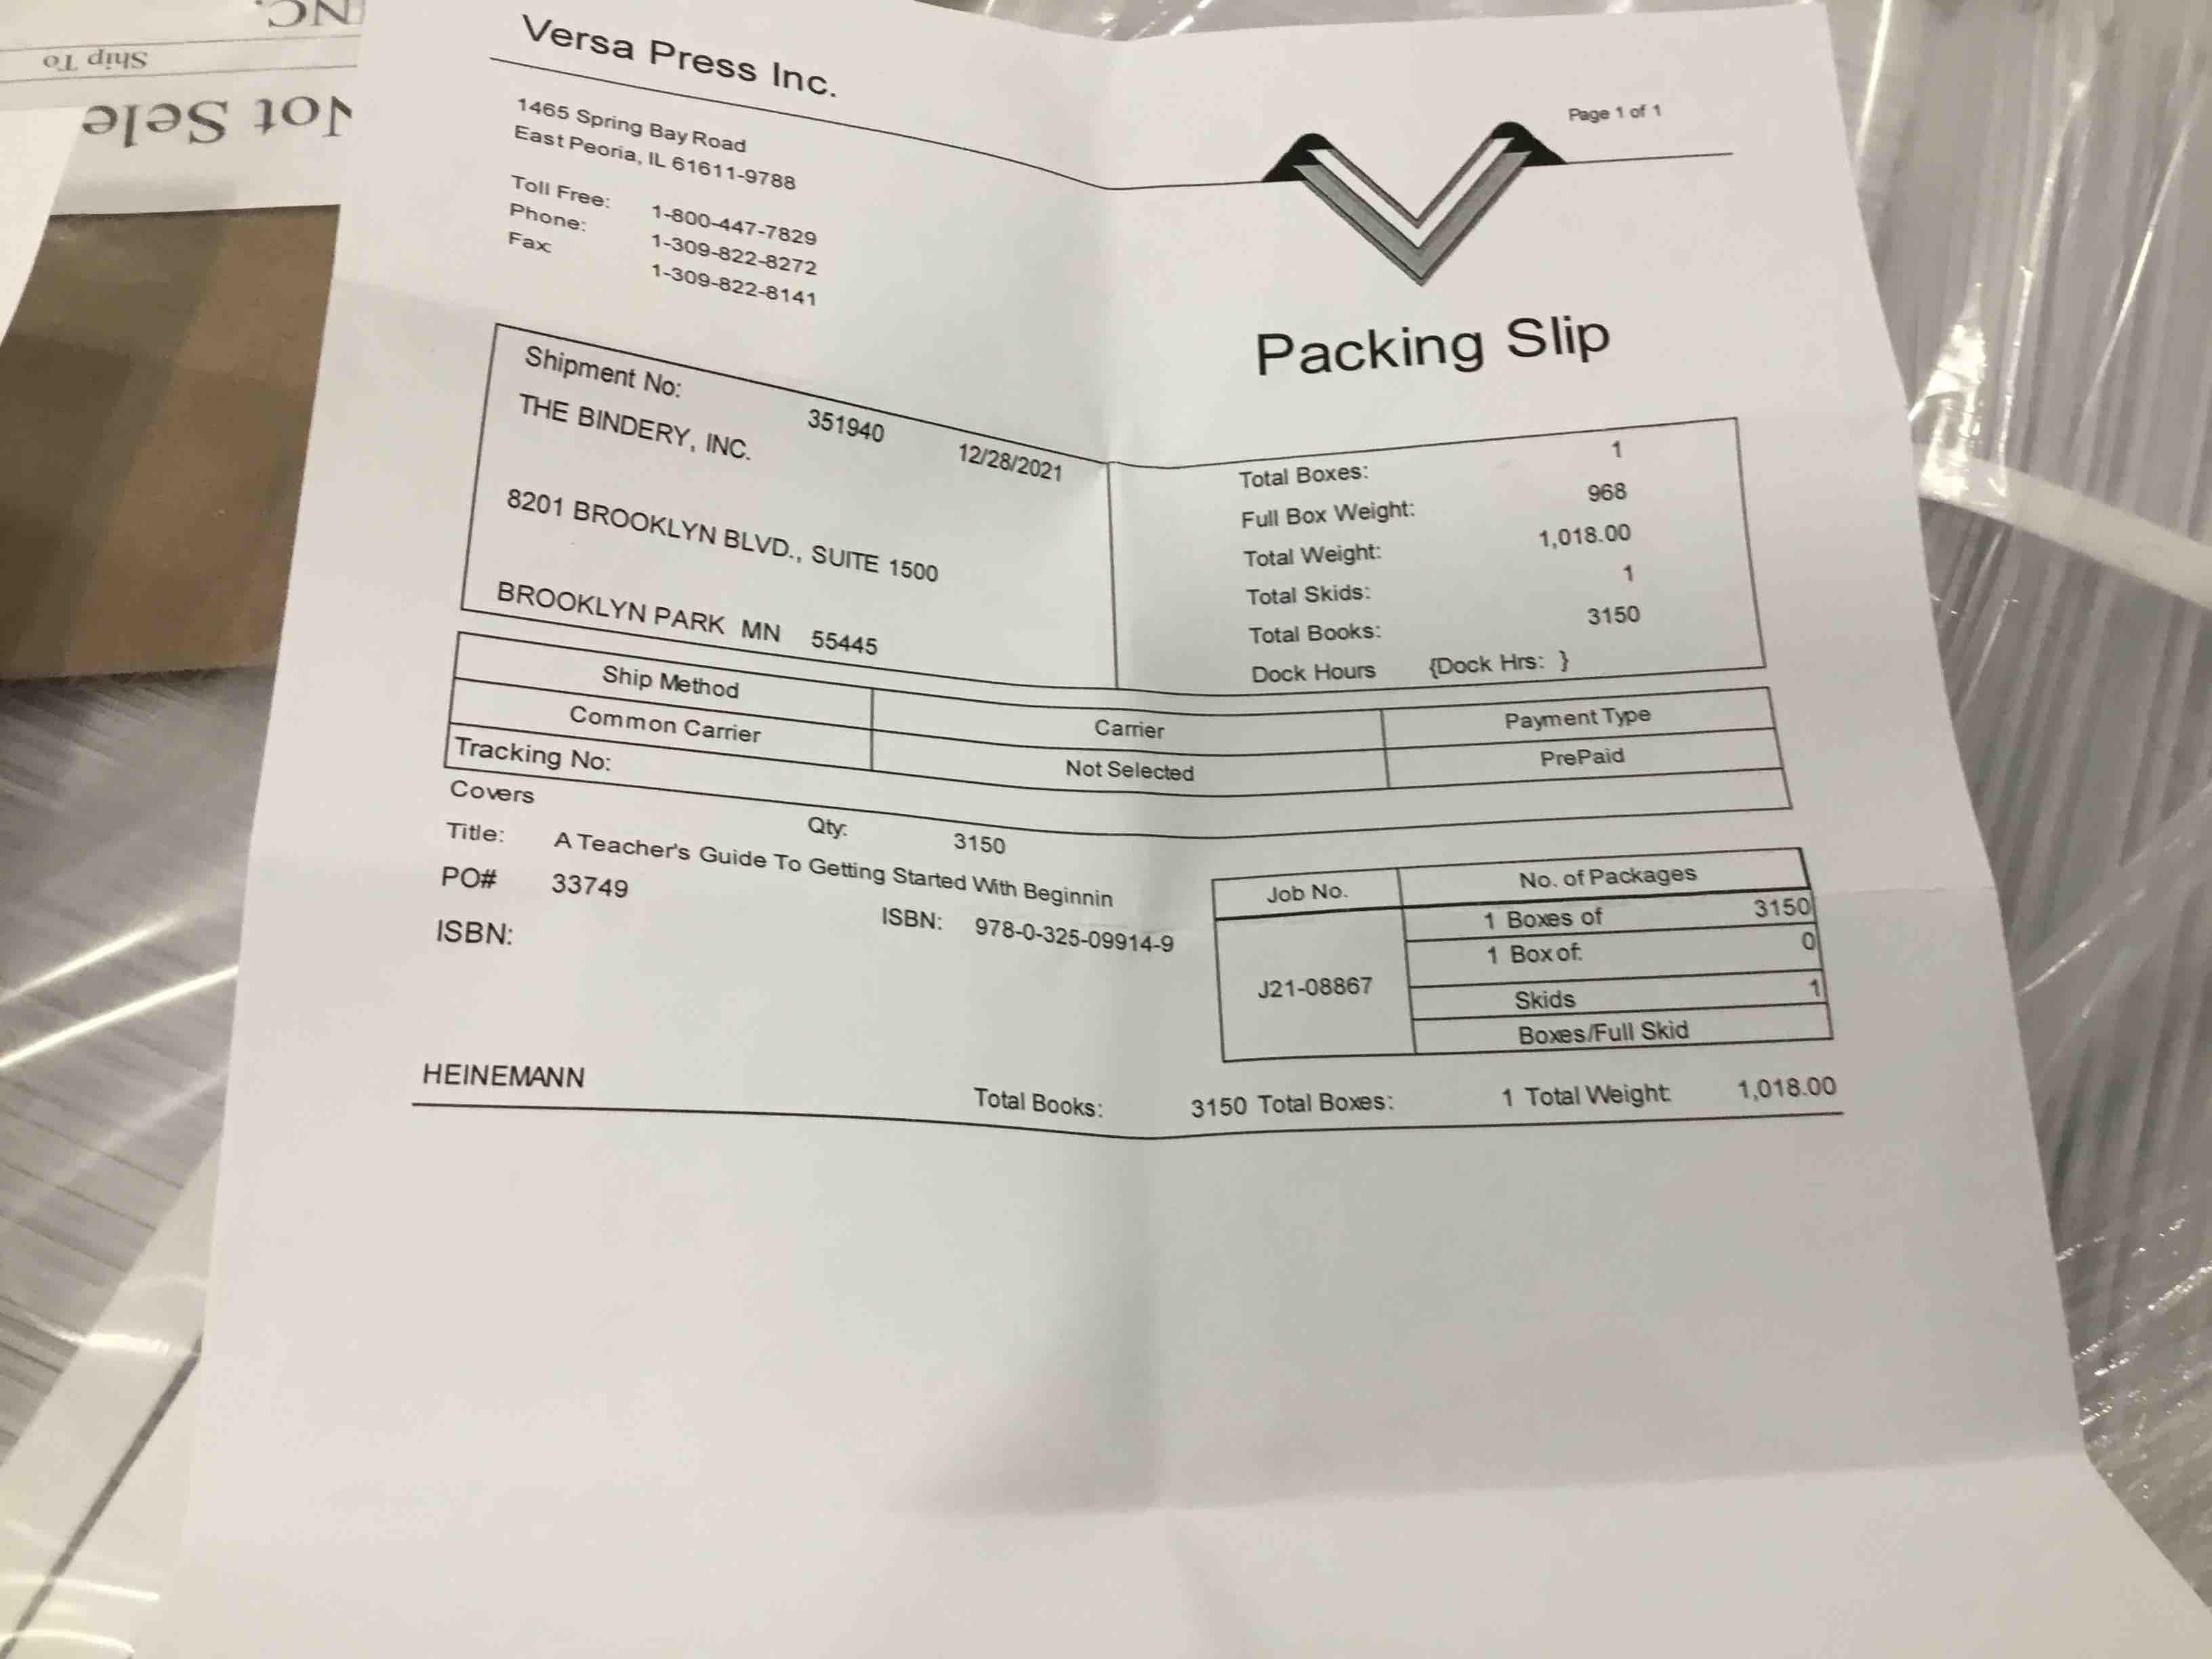 NC.
Ship To
Not Sele
Versa Press Inc.
1465 Spring Bay Road
East Peoria, IL 61611-9788
Toll Free: 1-800-447-7829
Phone: 1-309-822-8272
Fax: 1-309-822-8141
Page 1 of 1
Packing Slip
Shipment No: 351940 12/28/2021
THE BINDERY, INC.
8201 BROOKLYN BLVD., SUITE 1500
BROOKLYN PARK MN 55445
Total Boxes: 1
Full Box Weight: 968
Total Weight: 1,018.00
Total Skids: 1
Total Books: 3150
Dock Hours {Dock Hrs: }
Ship Method Carrier Payment Type
Common Carrier Not Selected PrePaid
Tracking No:
Covers Qty: 3150
Title: A Teacher's Guide To Getting Started With Beginnin
PO# 33749 ISBN: 978-0-325-09914-9
ISBN:
Job No. No. of Packages
J21-08867
1 Boxes of 3150
1 Box of: 0
Skids 1
Boxes/Full Skid
HEINEMANN Total Books: 3150 Total Boxes: 1 Total Weight: 1,018.00